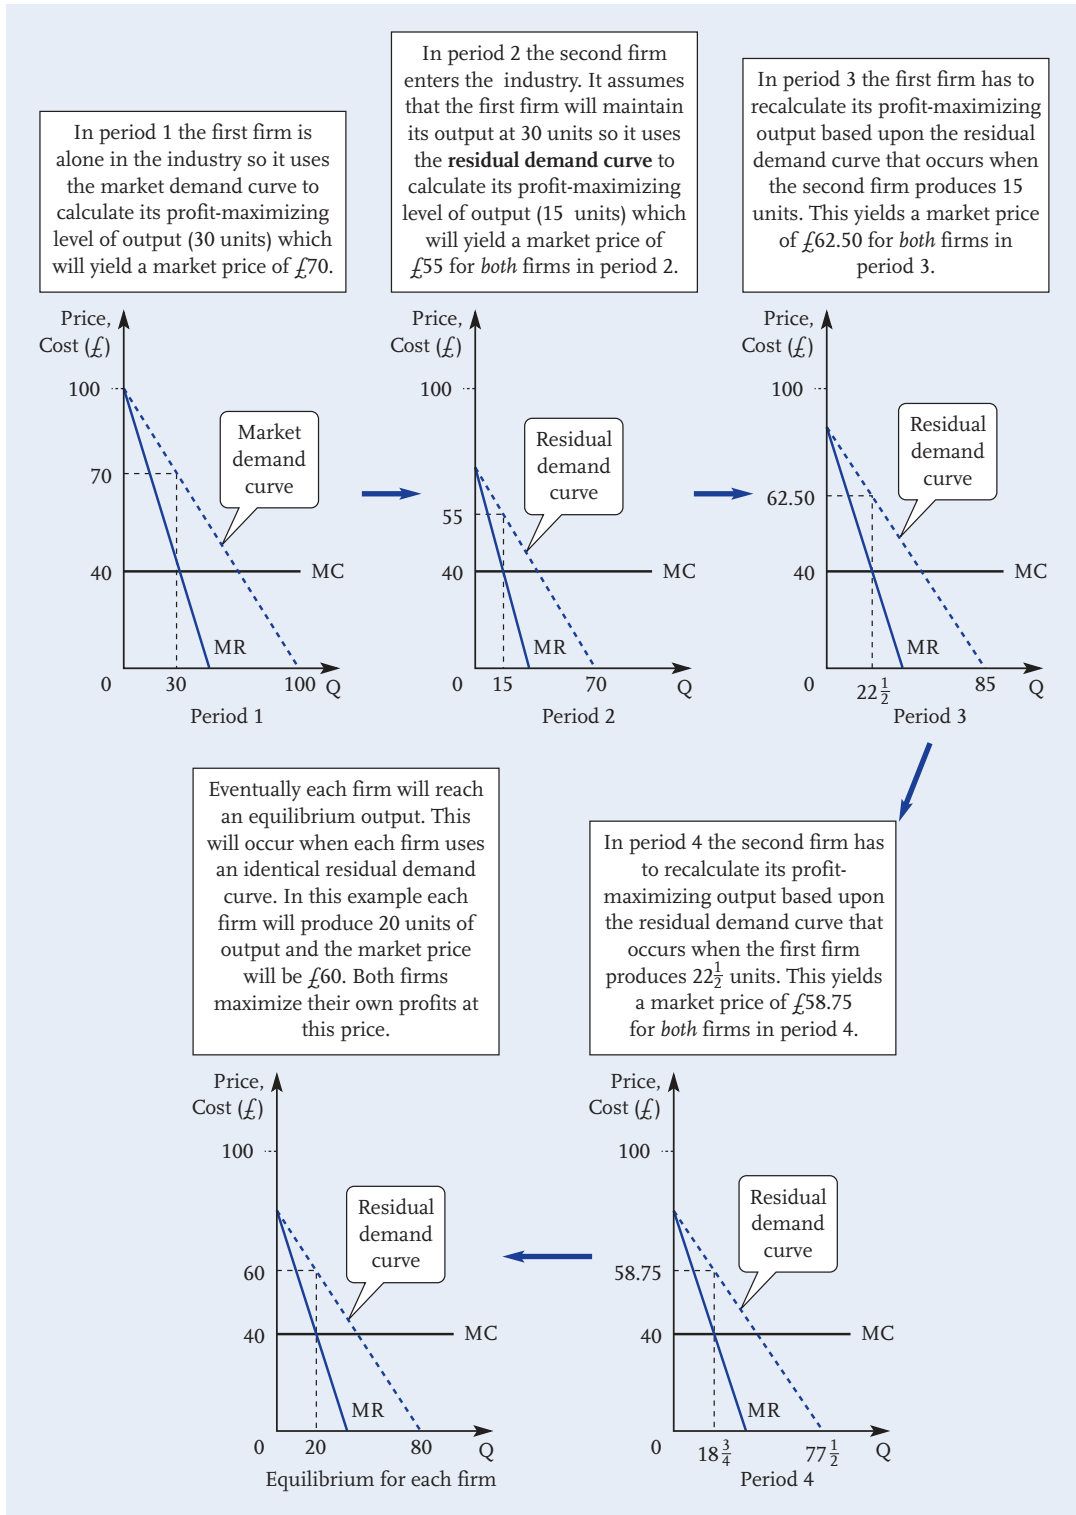 In period 1 the first firm is
alone in the industry so it uses
the market demand curve to
calculate its profit-maximizing
level of output (30 units) which
will yield a market price of £70.
In period 2 the second firm
enters the industry. It assumes
that the first firm will maintain
its output at 30 units so it uses
the residual demand curve to
calculate its profit-maximizing
level of output (15 units) which
will yield a market price of
£55 for both firms in period 2.
In period 3 the first firm has to
recalculate its profit-maximizing
output based upon the residual
demand curve that occurs when
the second firm produces 15
units. This yields a market price
of £62.50 for both firms in
period 3.
Price,
Cost (£)
100
70
40
Market
demand
curve
MC
MR
0
30
100
Q
Period 1
Price,
Cost (£)
100
55
40
Residual
demand
curve
MC
MR
0
15
70
Q
Period 2
Price,
Cost (£)
100
62.50
40
Residual
demand
curve
MC
MR
0
22 1/2
85
Q
Period 3
In period 4 the second firm has
to recalculate its profit-
maximizing output based upon
the residual demand curve that
occurs when the first firm
produces 22 1/2 units. This yields
a market price of £58.75
for both firms in period 4.
Price,
Cost (£)
100
58.75
40
Residual
demand
curve
MC
MR
0
18 3/4
77 1/2
Q
Period 4
Eventually each firm will reach
an equilibrium output. This
will occur when each firm uses
an identical residual demand
curve. In this example each
firm will produce 20 units of
output and the market price
will be £60. Both firms
maximize their own profits at
this price.
Price,
Cost (£)
100
60
40
Residual
demand
curve
MC
MR
0
20
80
Q
Equilibrium for each firm